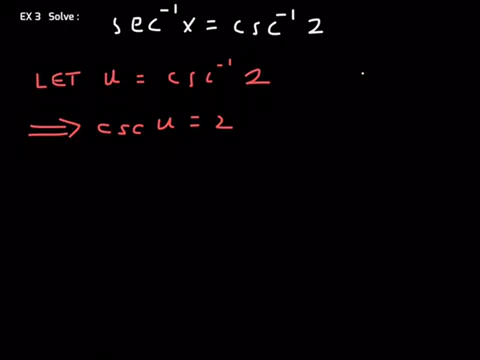 EX 3 Solve : sec⁻¹ x = csc⁻¹ 2
LET u = csc⁻¹ 2
⟹ csc u = 2